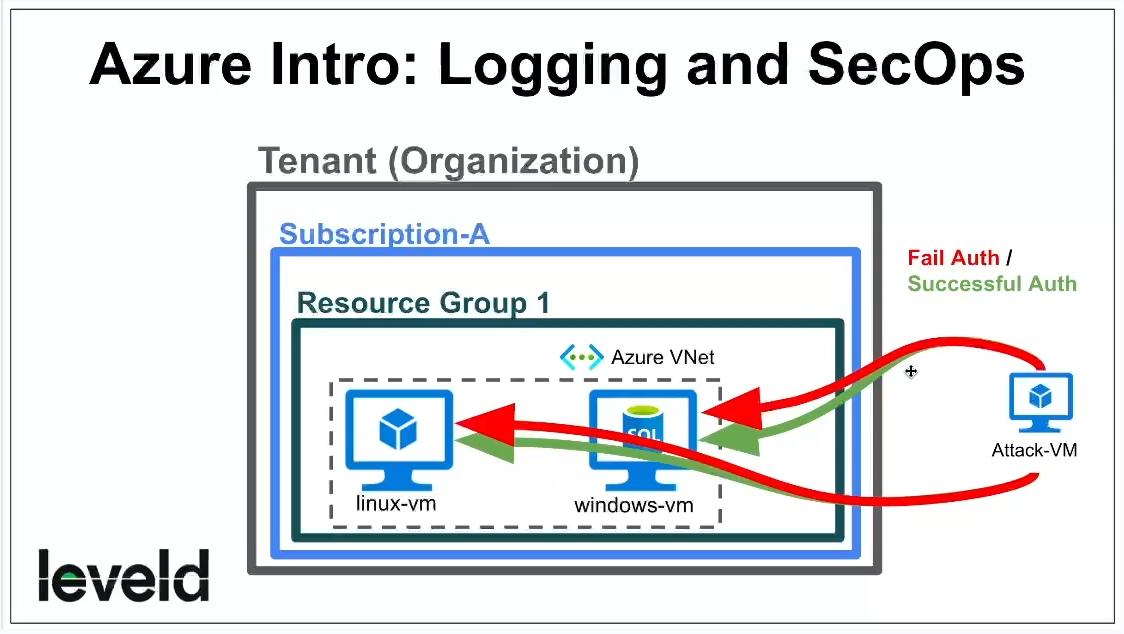 Azure Intro: Logging and SecOps
Tenant (Organization)
Subscription-A
Fail Auth /
Successful Auth
Resource Group 1
Azure VNet
SQL
Attack-VM
linux-vm
windows-vm
leveld